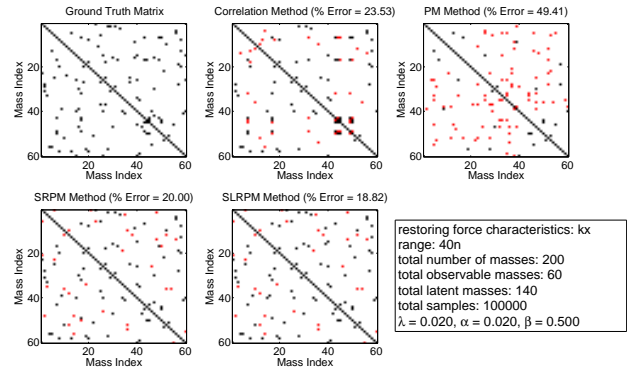 Ground Truth Matrix
Correlation Method (% Error = 23.53)
PM Method (% Error = 49.41)
Mass Index
20
40
60
20 40 60
Mass Index
Mass Index
20
40
60
20 40 60
Mass Index
Mass Index
20
40
60
20 40 60
Mass Index
SRPM Method (% Error = 20.00)
SLRPM Method (% Error = 18.82)
Mass Index
20
40
60
20 40 60
Mass Index
Mass Index
20
40
60
20 40 60
Mass Index
restoring force characteristics: kx
range: 40n
total number of masses: 200
total observable masses: 60
total latent masses: 140
total samples: 100000
λ = 0.020, α = 0.020, β = 0.500